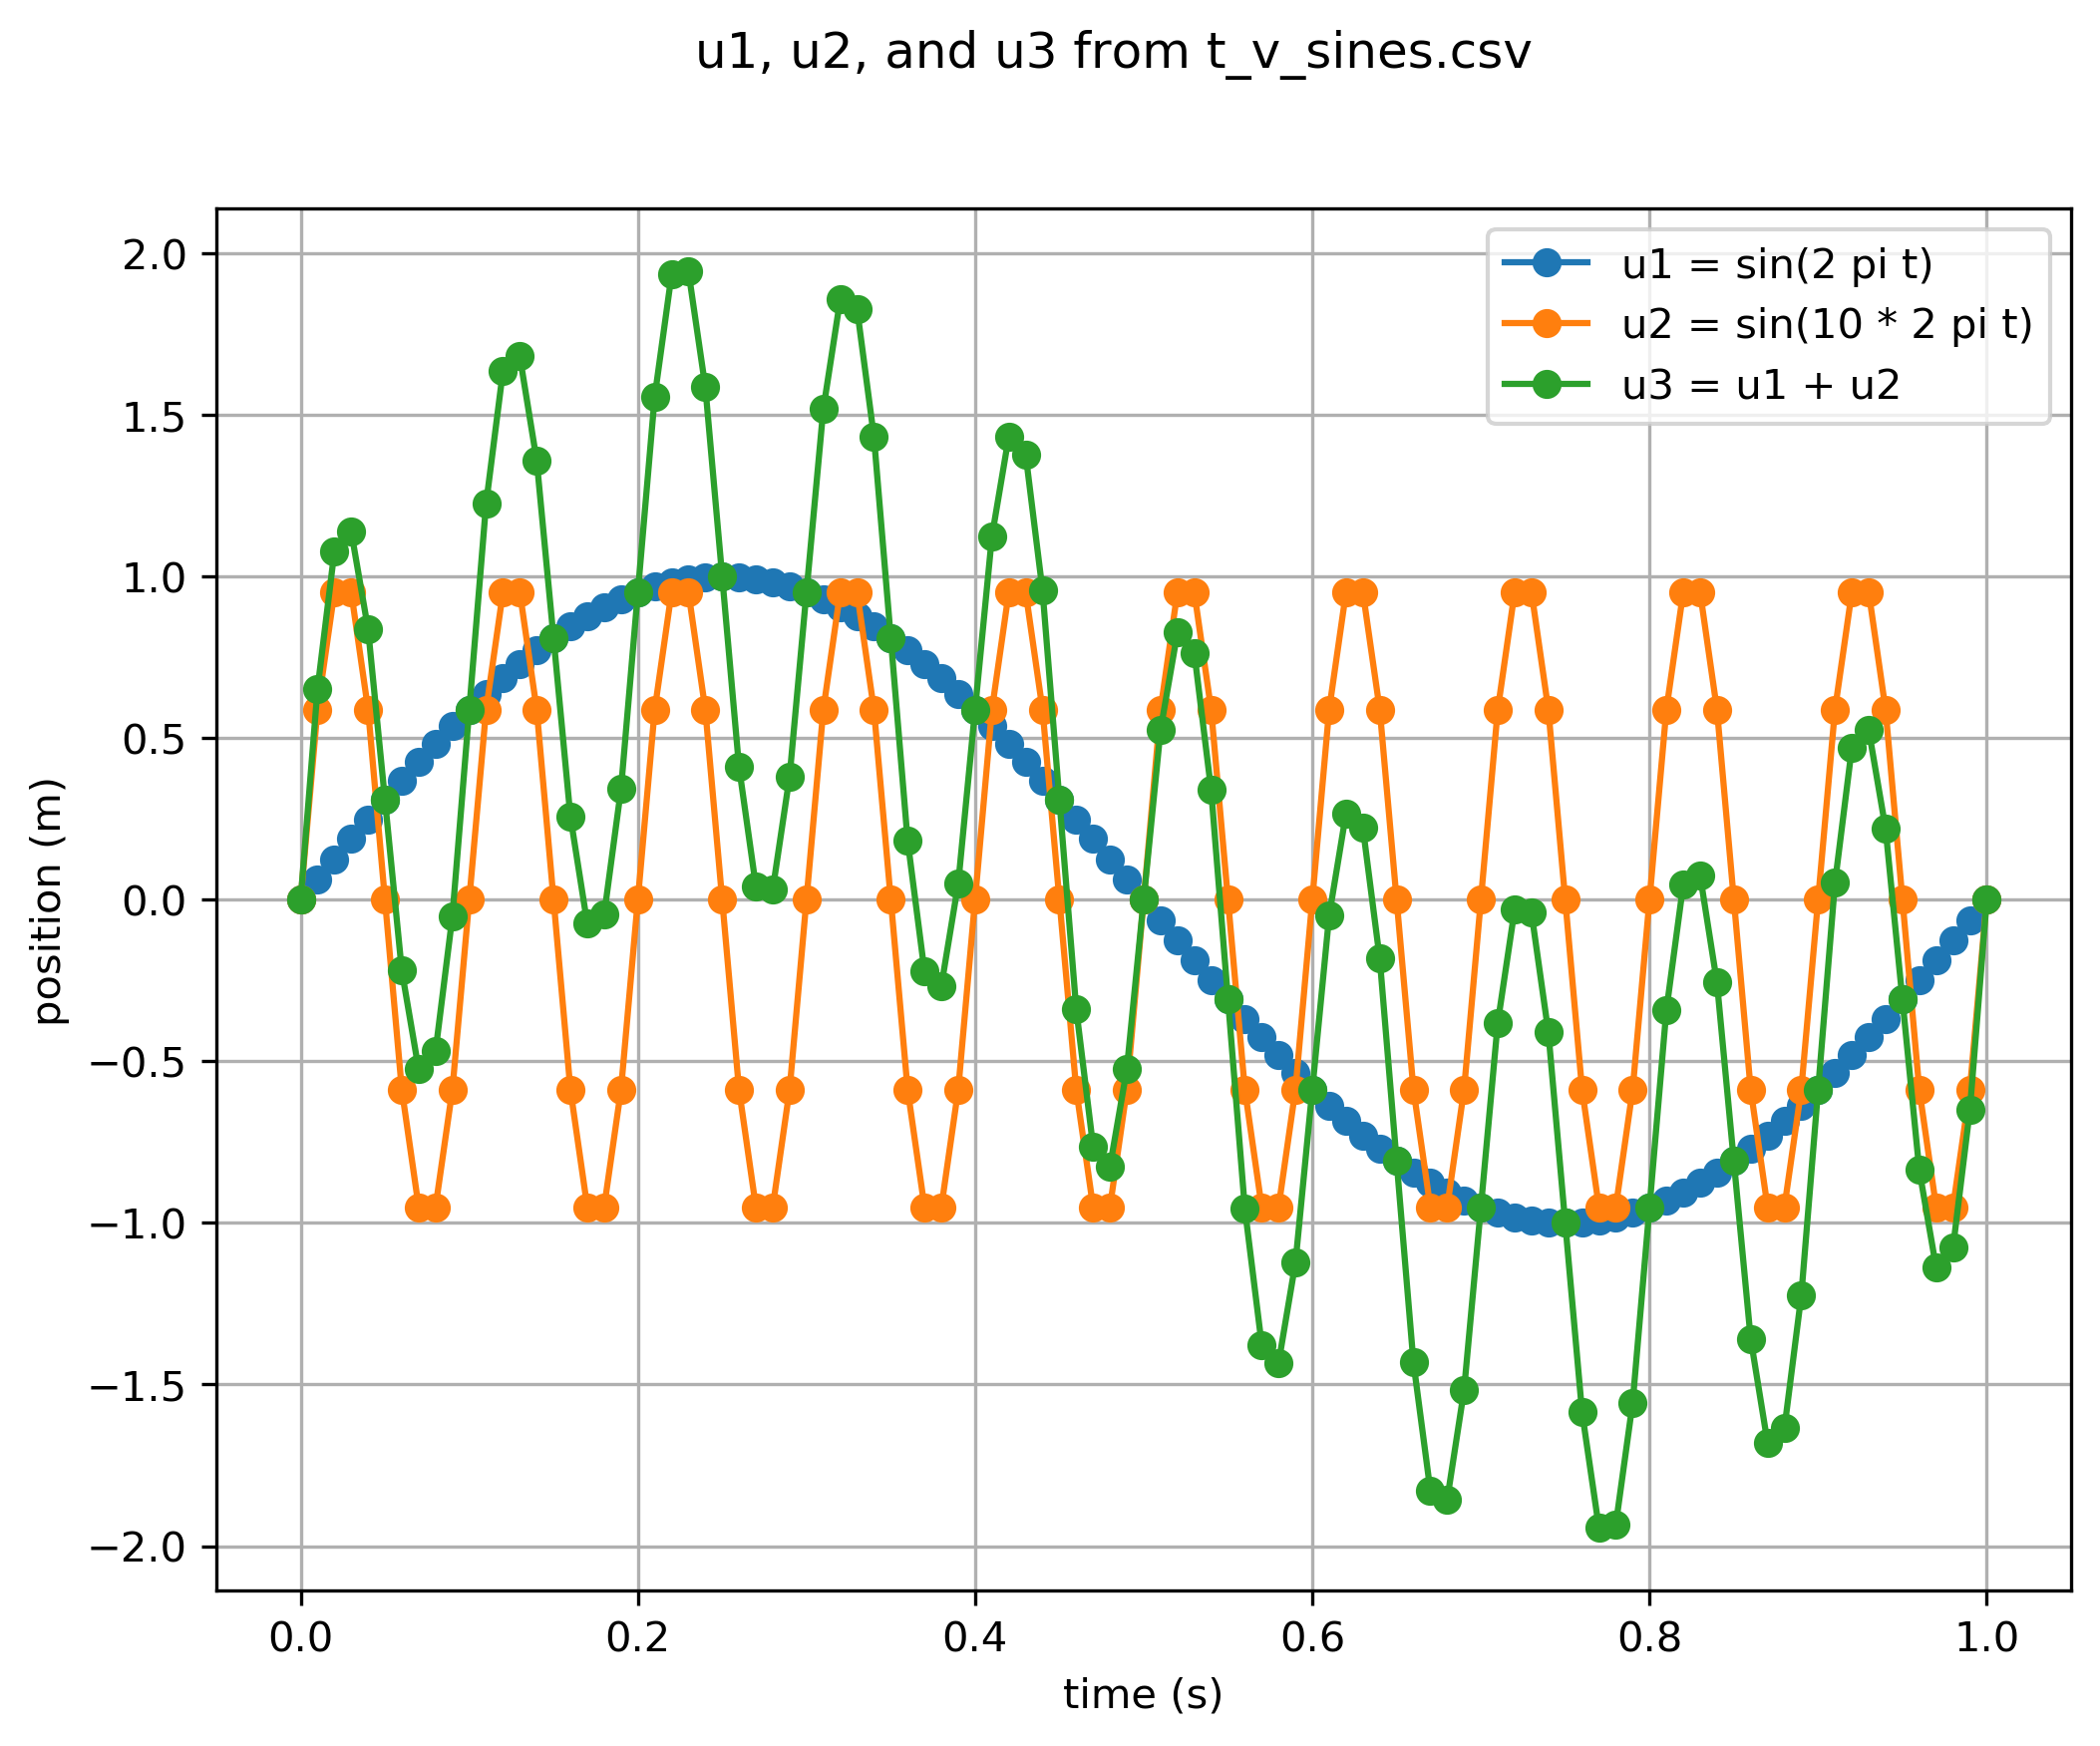 u1, u2, and u3 from t_v_sines.csv
u1 = sin(2 pi t)
u2 = sin(10 * 2 pi t)
u3 = u1 + u2
2.0
1.5
1.0
0.5
0.0
−0.5
−1.0
−1.5
−2.0
position (m)
0.0 0.2 0.4 0.6 0.8 1.0
time (s)